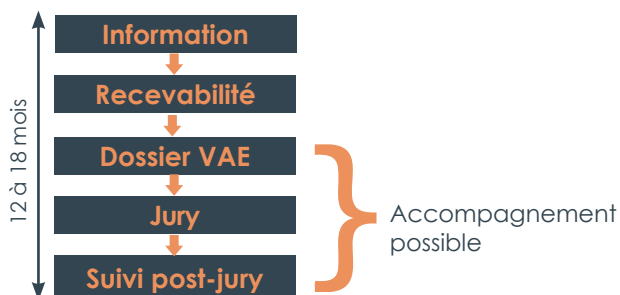 Information
Recevabilité
Dossier VAE
Jury
Suivi post-jury
12 à 18 mois
Accompagnement
possible